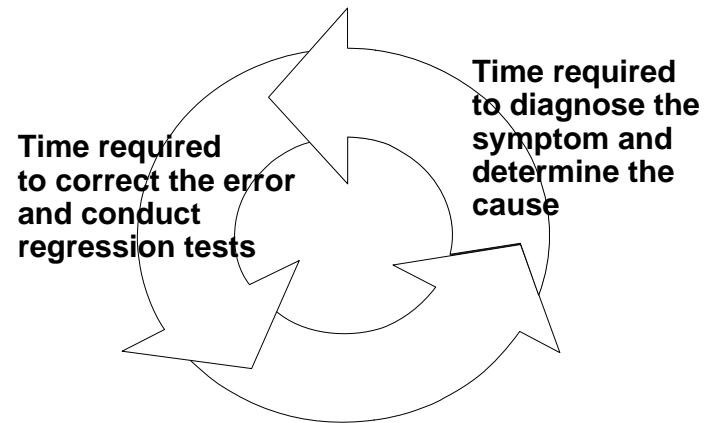 Time required
to correct the error
and conduct
regression tests
Time required
to diagnose the
symptom and
determine the
cause